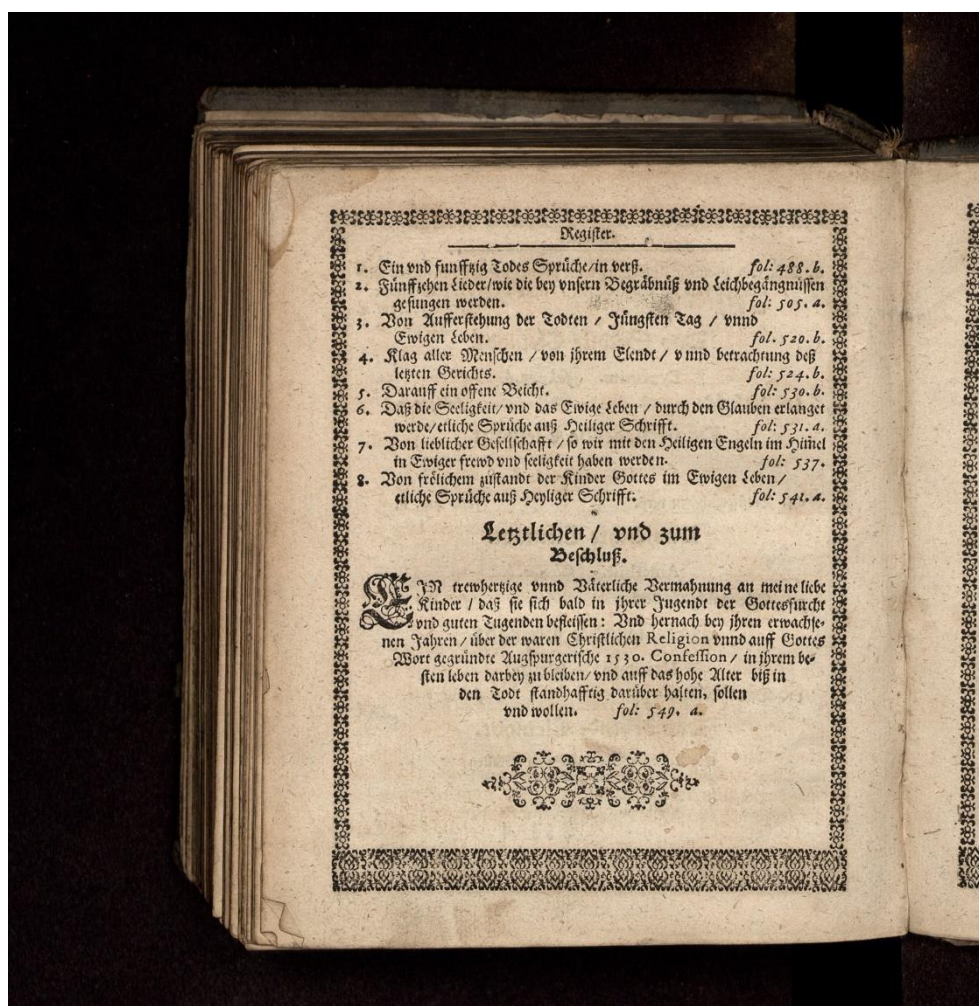 Register.
1. Ein vnd funfftzig Todes Sprüche/in verß. fol: 488. b.
2. Fünffzehen Lieder/wie die bey vnsern Begräbnüß vnd Leichbegängnüssen
gesungen werden. fol: 505. a.
3. Von Aufferstehung der Todten / Jüngsten Tag / vnnd
Ewigen Leben. fol. 520. b.
4. Klag aller Menschen / von jhrem Elendt / vnnd betrachtung deß
letzten Gerichts. fol: 524. b.
5. Darauff ein offene Beicht. fol: 530. b.
6. Daß die Seeligkeit/ vnd das Ewige Leben / durch den Glauben erlanget
werde/etliche Sprüche auß Heiliger Schrifft. fol: 531. a.
7. Von lieblicher Gesellschafft / so wir mit den Heiligen Engeln im Him̄el
in Ewiger frewd vnd seeligkeit haben werden. fol: 537.
8. Von frölichem zustandt der Kinder Gottes im Ewigen Leben /
etliche Sprüche auß Heyliger Schrifft. fol: 541. a.
Letztlichen / vnd zum
Beschluß.
EIN trewhertzige vnnd Väterliche Vermahnung an meine liebe
Kinder / daß sie sich bald in jhrer Jugendt der Gottesfurcht
vnd guten Tugenden befleissen: Vnd hernach bey jhren erwachse-
nen Jahren / über der waren Christlichen Religion vnnd auff Gottes
Wort gegründte Augspurgerische 1530. Confession / in jhrem be-
sten leben darbey zu bleiben/ vnd auff das hohe Alter biß in
den Todt standhafftig darüber halten, sollen
vnd wollen. fol: 549. a.